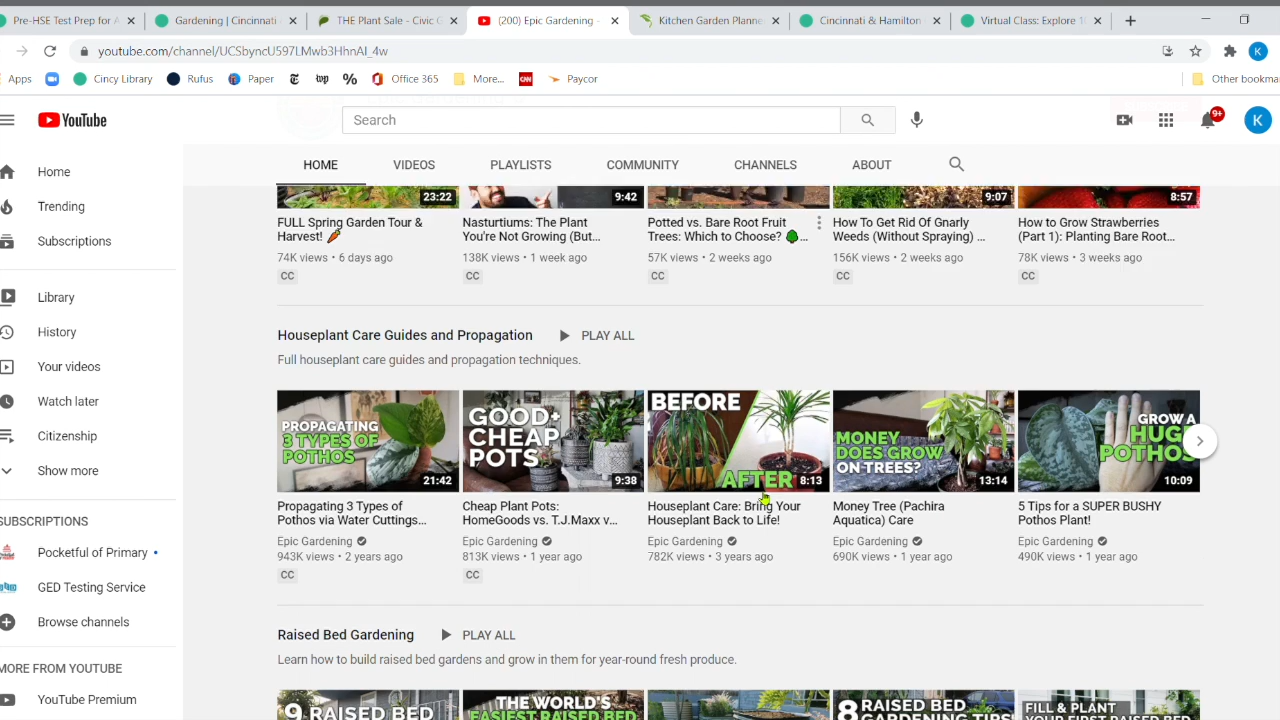 Pre-HSE Test Prep for A
Gardening | Cincinnati
THE Plant Sale - Civic G
(200) Epic Gardening -
Kitchen Garden Planne
Cincinnati & Hamilton
Virtual Class: Explore
youtube.com/channel/UCSbyncU597LMwb3HhnAI_4w
Apps
Cincy Library
Rufus
Paper
wp
%
Office 365
More...
CNN
Paycor
Other bookma
YouTube
Search
9+
K
HOME
VIDEOS
PLAYLISTS
COMMUNITY
CHANNELS
ABOUT
Home
Trending
Subscriptions
Library
History
Your videos
Watch later
Citizenship
Show more
SUBSCRIPTIONS
Pocketful of Primary
GED Testing Service
Browse channels
MORE FROM YOUTUBE
YouTube Premium
23:22
9:42
9:07
8:57
FULL Spring Garden Tour &
Harvest! 🥕
74K views • 6 days ago
CC
Nasturtiums: The Plant
You're Not Growing (But...
138K views • 1 week ago
CC
Potted vs. Bare Root Fruit
Trees: Which to Choose? 🌳...
57K views • 2 weeks ago
CC
How To Get Rid Of Gnarly
Weeds (Without Spraying) ...
156K views • 2 weeks ago
CC
How to Grow Strawberries
(Part 1): Planting Bare Root...
78K views • 3 weeks ago
CC
Houseplant Care Guides and Propagation
PLAY ALL
Full houseplant care guides and propagation techniques.
PROPAGATING
3 TYPES OF
POTHOS
21:42
GOOD+
CHEAP
POTS
9:38
BEFORE
AFTER
8:13
MONEY
DOES GROW
ON TREES?
13:14
GROW A
HUGE
POTHOS
10:09
Propagating 3 Types of
Pothos via Water Cuttings...
Epic Gardening
943K views • 2 years ago
CC
Cheap Plant Pots:
HomeGoods vs. T.J.Maxx v...
Epic Gardening
813K views • 1 year ago
CC
Houseplant Care: Bring Your
Houseplant Back to Life!
Epic Gardening
782K views • 3 years ago
Money Tree (Pachira
Aquatica) Care
Epic Gardening
690K views • 1 year ago
5 Tips for a SUPER BUSHY
Pothos Plant!
Epic Gardening
490K views • 1 year ago
Raised Bed Gardening
PLAY ALL
Learn how to build raised bed gardens and grow in them for year-round fresh produce.
9 RAISED BED
THE WORLD'S
EASIEST RAISED BED
8 RAISED BED
GARDENING TIPS
FILL & PLANT
YOUR FIRST RAISED BED